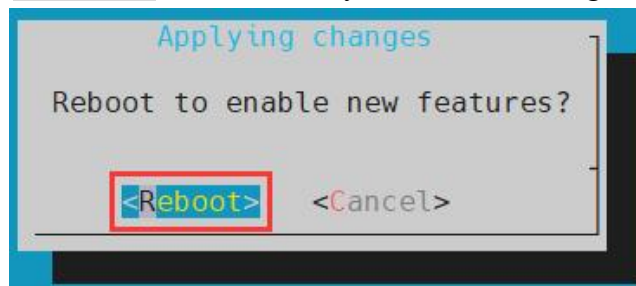 Applying changes
Reboot to enable new features?
<Reboot> <Cancel>